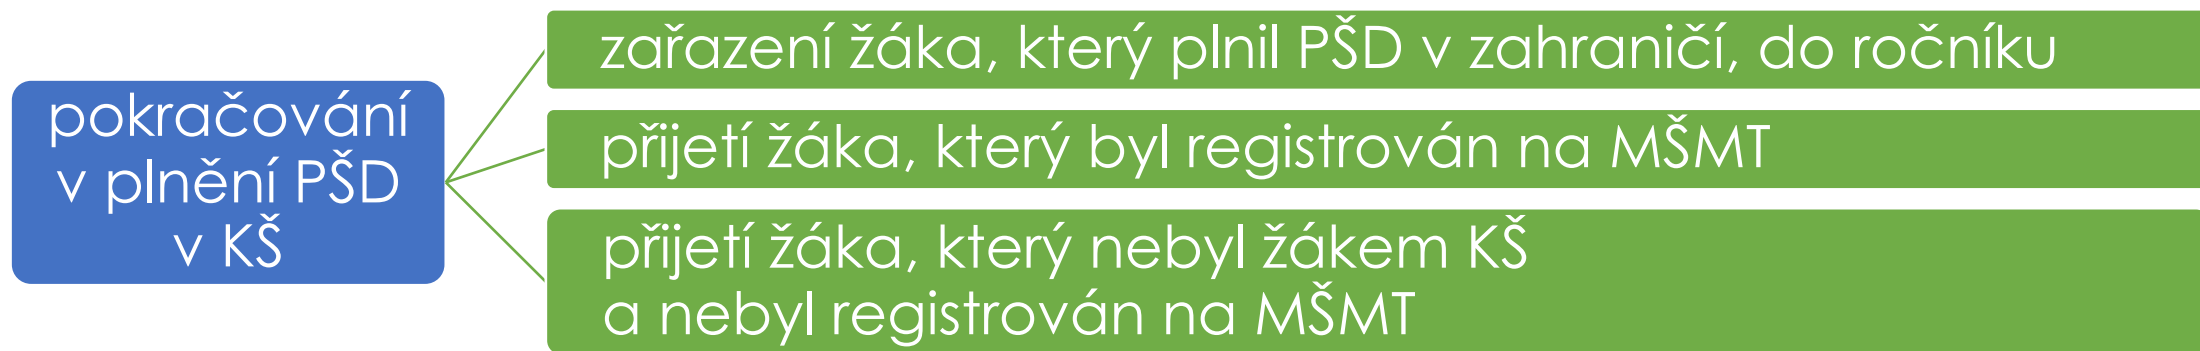 pokračování
v plnění PŠD
v KŠ
zařazení žáka, který plnil PŠD v zahraničí, do ročníku
přijetí žáka, který byl registrován na MŠMT
přijetí žáka, který nebyl žákem KŠ
a nebyl registrován na MŠMT